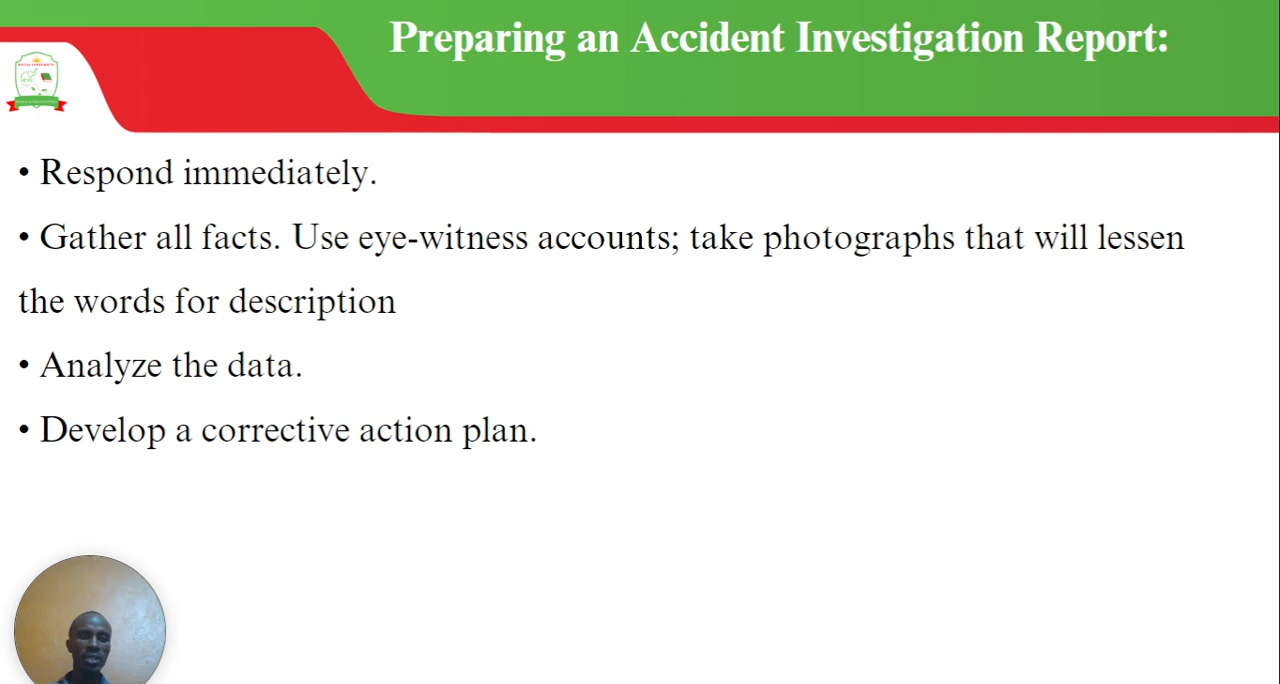 Preparing an Accident Investigation Report:
• Respond immediately.
• Gather all facts. Use eye-witness accounts; take photographs that will lessen
the words for description
• Analyze the data.
• Develop a corrective action plan.